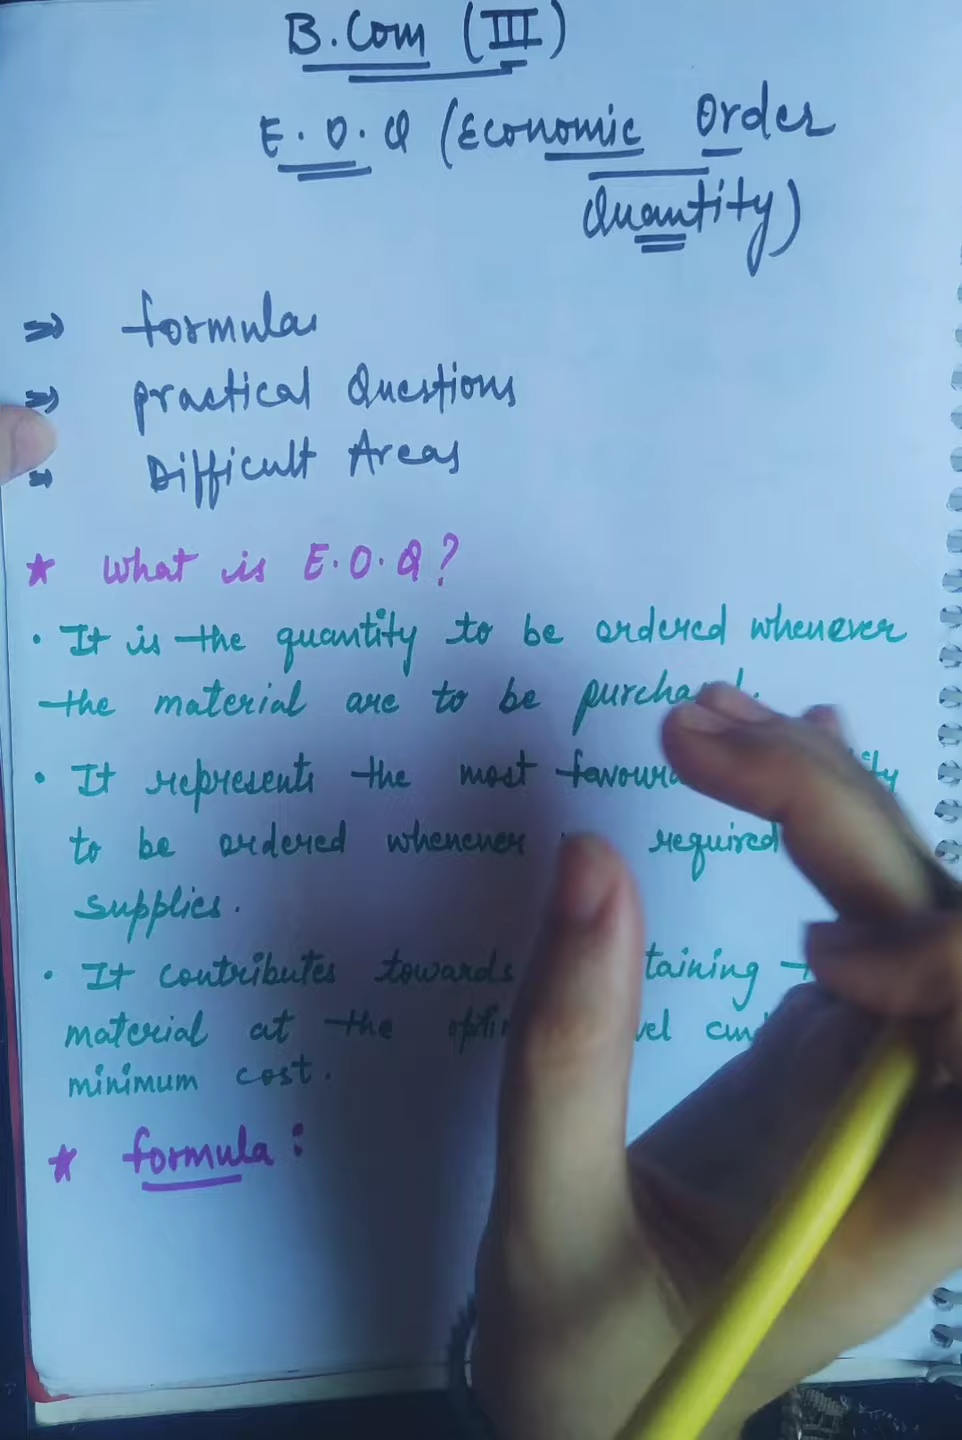 B.Com (III)
E.O.Q (Economic Order
Quantity)
⇒ formulas
⇒ practical Questions
⇒ Difficult Areas
★ What is E.O.Q?
• It is the quantity to be ordered whenever
the material are to be
• It represents the most
to be ordered whenever required
supplies.
• It contributes towards
material at the
minimum cost.
★ formula: